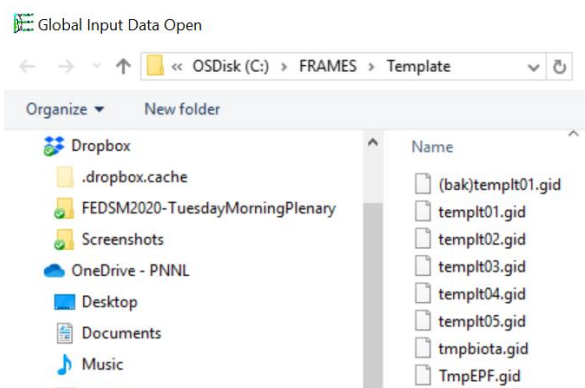 Global Input Data Open
« OSDisk (C:) > FRAMES > Template
Organize New folder
Dropbox
.dropbox.cache
FEDSM2020-TuesdayMorningPlenary
Screenshots
OneDrive - PNNL
Desktop
Documents
Music
Name
(bak)templt01.gid
templt01.gid
templt02.gid
templt03.gid
templt04.gid
templt05.gid
tmpbiota.gid
TmpEPF.gid